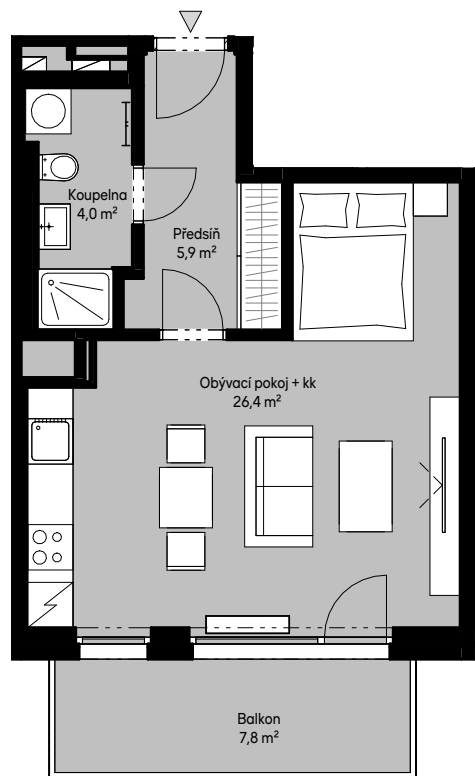 Koupelna
4,0 m²
Předsíň
5,9 m²
Obývací pokoj + kk
26,4 m²
Balkon
7,8 m²